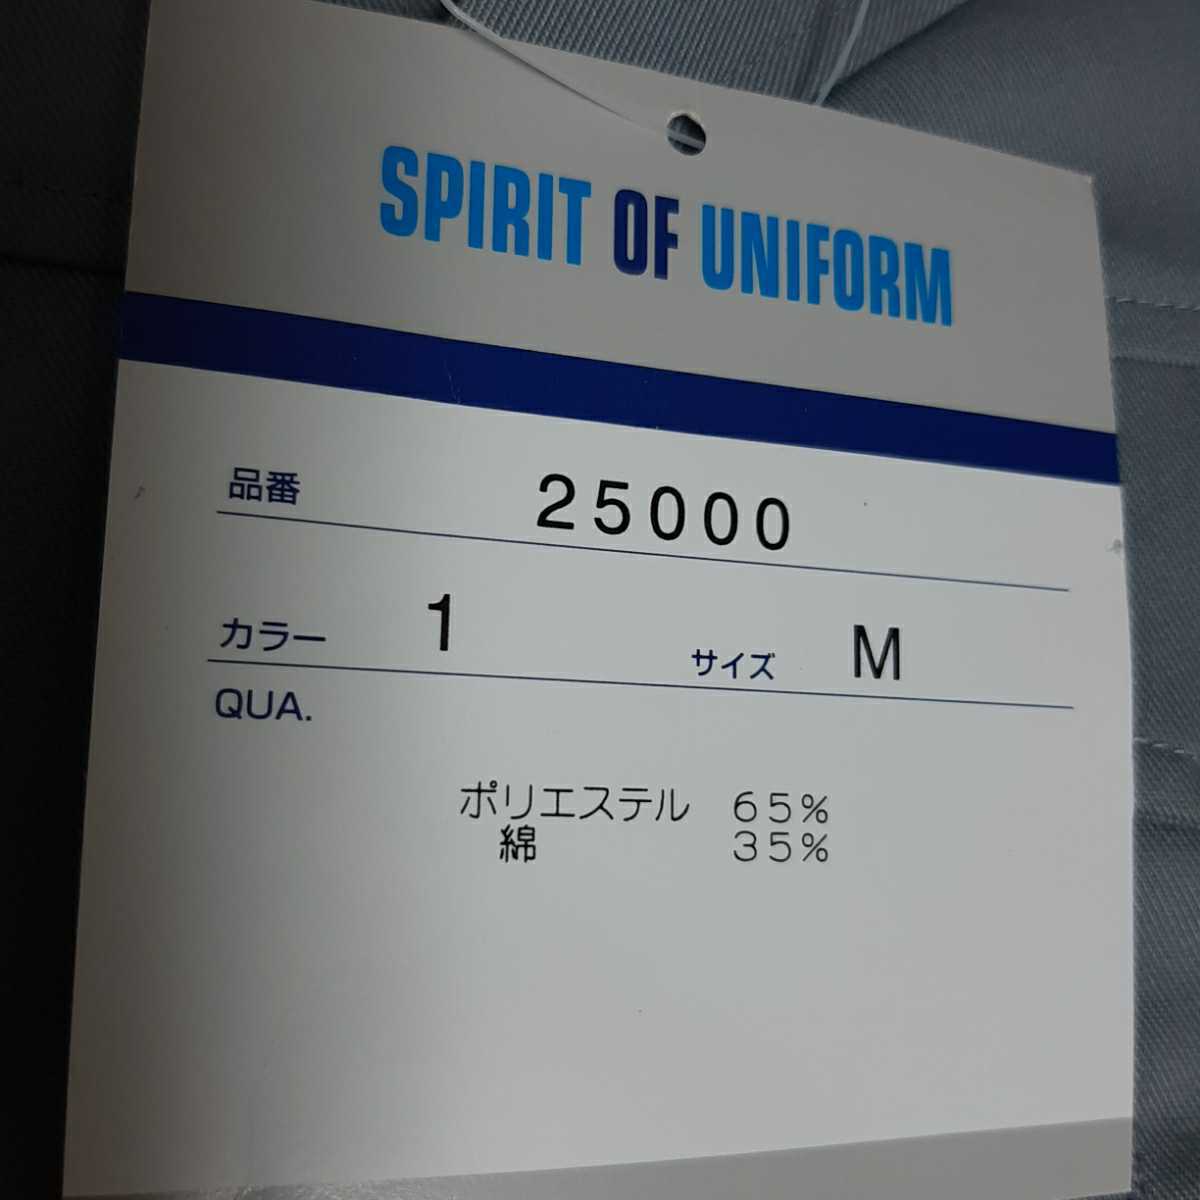 SPIRIT OF UNIFORM
品番 25000
カラー 1 サイズ M
QUA.
ポリエステル 65%
綿 35%